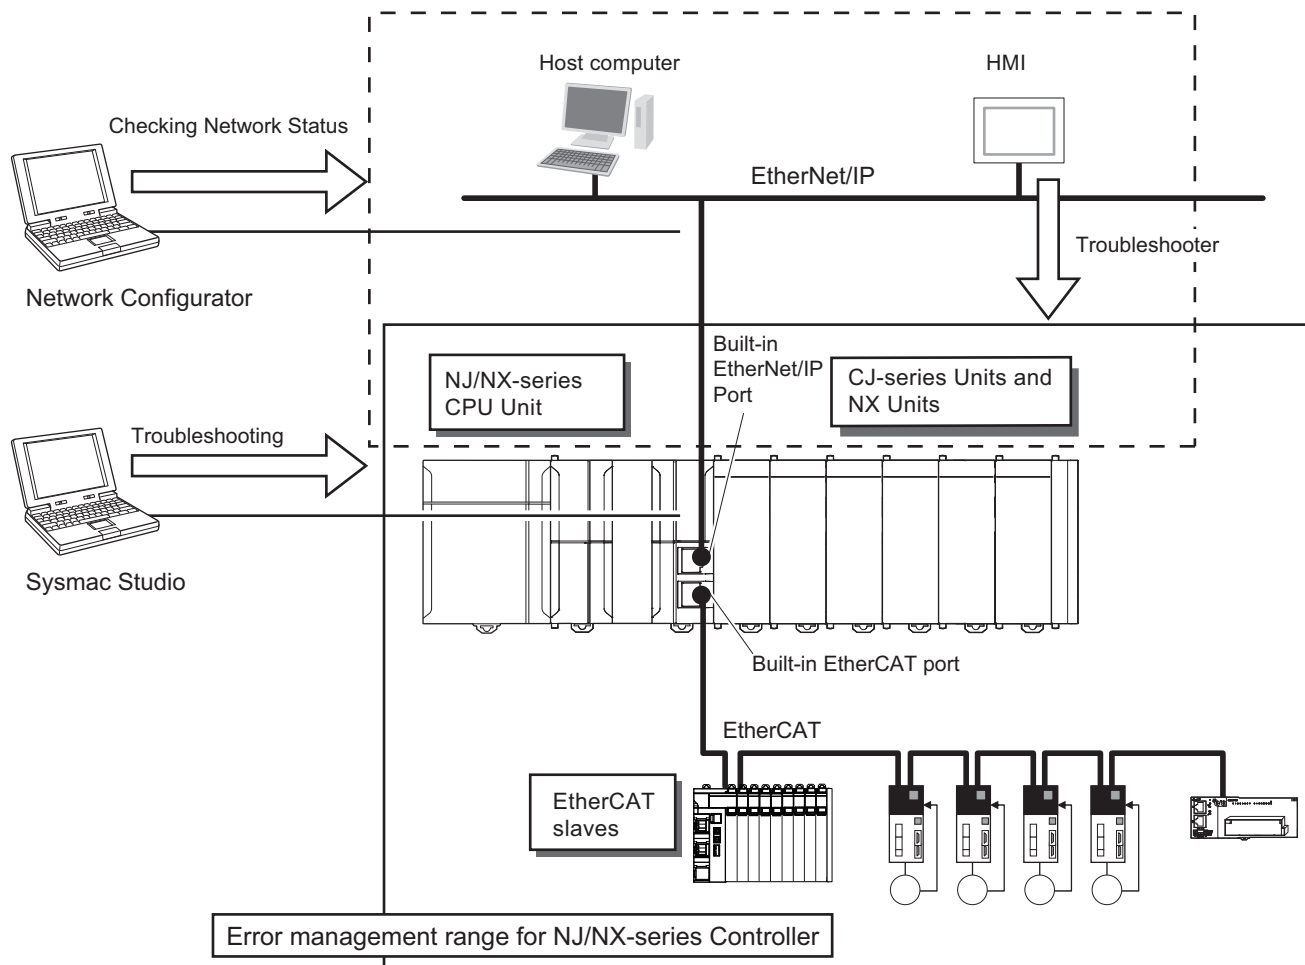 Host computer
HMI
Checking Network Status
EtherNet/IP
Troubleshooter
Network Configurator
Built-in
EtherNet/IP
Port
NJ/NX-series
CPU Unit
CJ-series Units and
NX Units
Troubleshooting
Sysmac Studio
Built-in EtherCAT port
EtherCAT
EtherCAT
slaves
Error management range for NJ/NX-series Controller